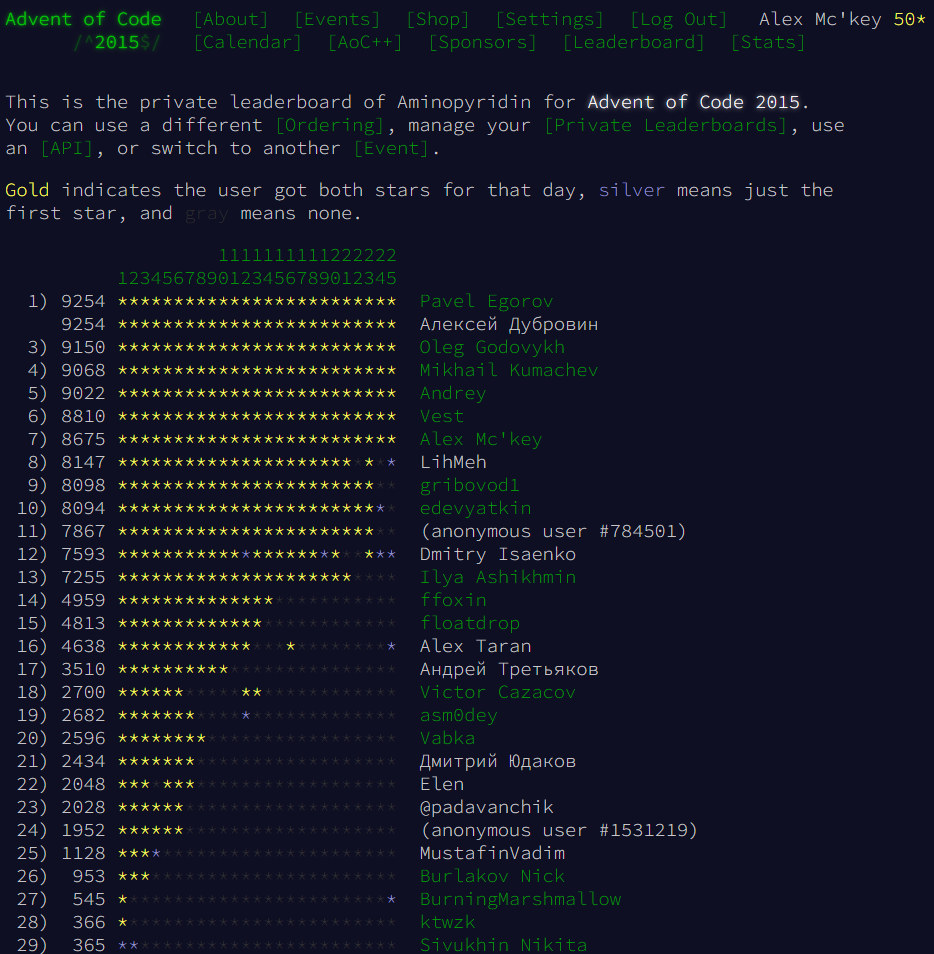 Advent of Code [About] [Events] [Shop] [Settings] [Log Out] Alex Mc'key 50*
/^2015$/ [Calendar] [AoC++] [Sponsors] [Leaderboard] [Stats]
This is the private leaderboard of Aminopyridin for Advent of Code 2015.
You can use a different [Ordering], manage your [Private Leaderboards], use
an [API], or switch to another [Event].
Gold indicates the user got both stars for that day, silver means just the
first star, and gray means none.
1111111111222222
1234567890123456789012345
1) 9254 ************************* Pavel Egorov
9254 ************************* Алексей Дубровин
3) 9150 ************************* Oleg Godovykh
4) 9068 ************************* Mikhail Kumachev
5) 9022 ************************* Andrey
6) 8810 ************************* Vest
7) 8675 ************************* Alex Mc'key
8) 8147 ************************* LihMeh
9) 8098 ************************* gribovod1
10) 8094 ************************* edevyatkin
11) 7867 ************************* (anonymous user #784501)
12) 7593 ************************* Dmitry Isaenko
13) 7255 ************************* Ilya Ashikhmin
14) 4959 ************************* ffoxin
15) 4813 ************************* floatdrop
16) 4638 ************************* Alex Taran
17) 3510 ************************* Андрей Третьяков
18) 2700 ************************* Victor Cazacov
19) 2682 ************************* asm0dey
20) 2596 ************************* Vabka
21) 2434 ************************* Дмитрий Юдаков
22) 2048 ************************* Elen
23) 2028 ************************* @padavanchik
24) 1952 ************************* (anonymous user #1531219)
25) 1128 ************************* MustafinVadim
26) 953 ************************* Burlakov Nick
27) 545 ************************* BurningMarshmallow
28) 366 ************************* ktwzk
29) 365 ************************* Sivukhin Nikita